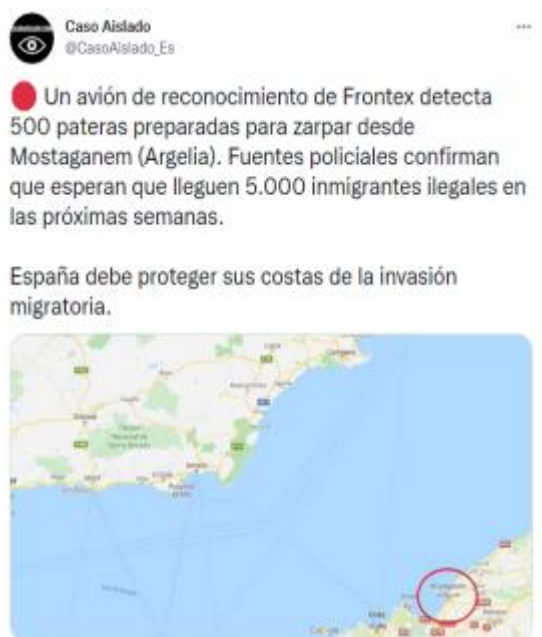 Caso Aislado
@CasoAislado_Es
Un avión de reconocimiento de Frontex detecta
500 pateras preparadas para zarpar desde
Mostaganem (Argelia). Fuentes policiales confirman
que esperan que lleguen 5.000 inmigrantes ilegales en
las próximas semanas.
España debe proteger sus costas de la invasión
migratoria.